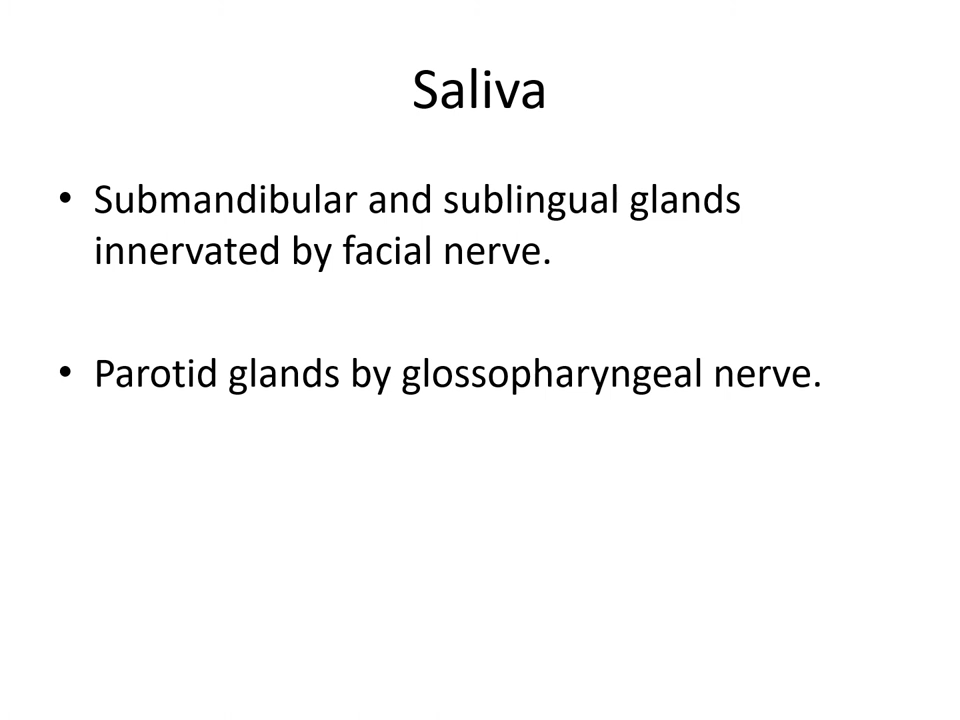 Saliva
• Submandibular and sublingual glands
innervated by facial nerve.
• Parotid glands by glossopharyngeal nerve.